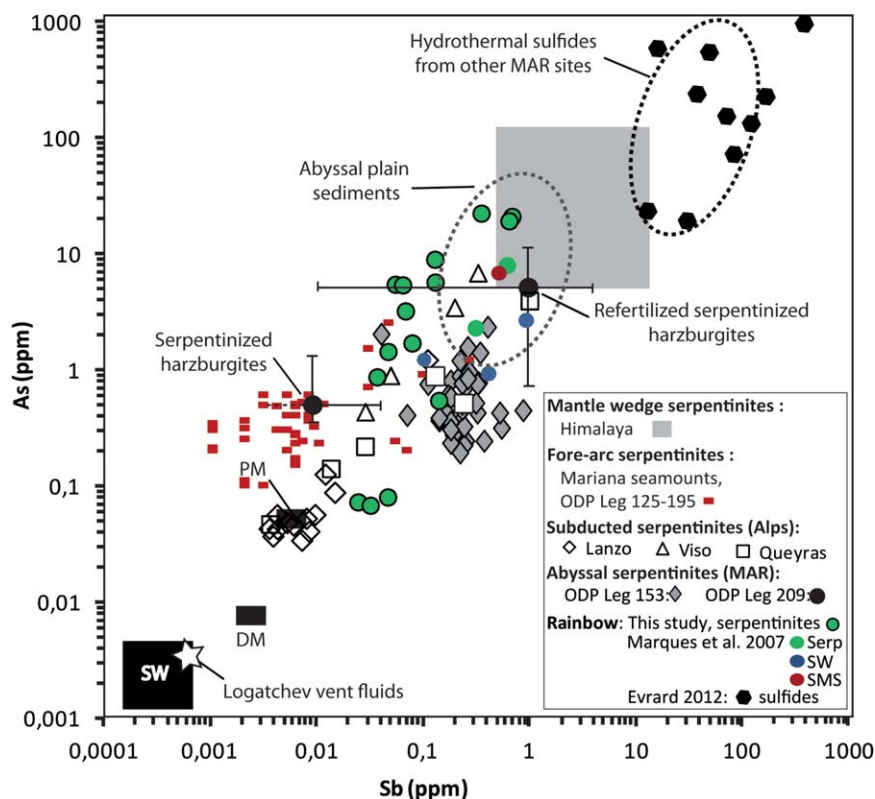 1000
100
10
1
0,1
0,01
0,001
As (ppm)
Hydrothermal sulfides
from other MAR sites
Abyssal plain
sediments
Serpentinized
harzburgites
Refertilized serpentinized
harzburgites
PM
DM
SW
Logatchev vent fluids
Mantle wedge serpentinites :
Himalaya
Fore-arc serpentinites :
Mariana seamounts,
ODP Leg 125-195
Subducted serpentinites (Alps):
Lanzo Viso Queyras
Abyssal serpentinites (MAR):
ODP Leg 153: ODP Leg 209:
Rainbow: This study, serpentinites
Marques et al. 2007 Serp
SW
SMS
Evrard 2012: sulfides
0,0001 0,001 0,01 0,1 1 10 100 1000
Sb (ppm)